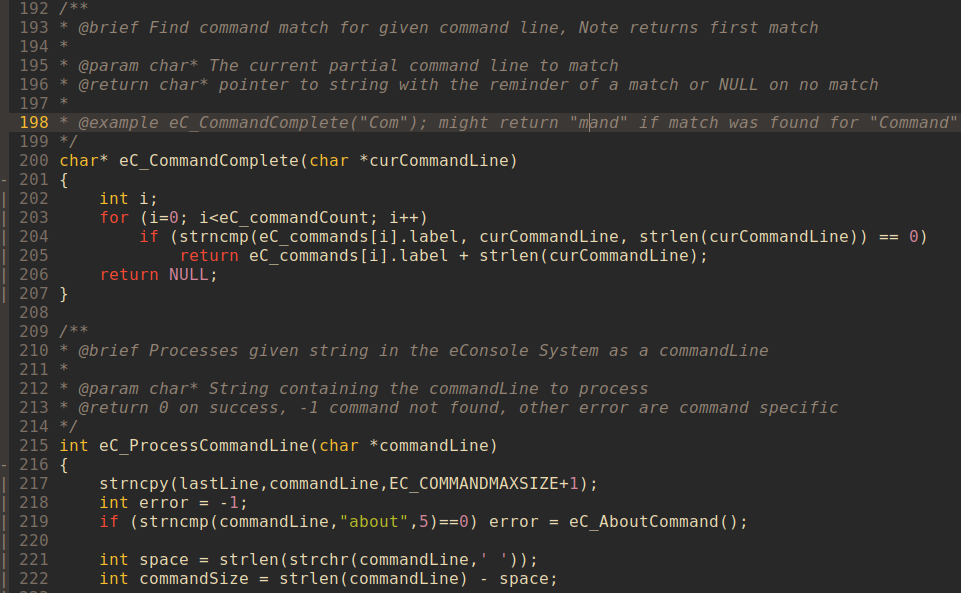 192 /**
193 * @brief Find command match for given command line, Note returns first match
194 *
195 * @param char* The current partial command line to match
196 * @return char* pointer to string with the reminder of a match or NULL on no match
197 *
198 * @example eC_CommandComplete("Com"); might return "mand" if match was found for "Command"
199 */
200 char* eC_CommandComplete(char *curCommandLine)
201 {
202     int i;
203     for (i=0; i<eC_commandCount; i++)
204         if (strncmp(eC_commands[i].label, curCommandLine, strlen(curCommandLine)) == 0)
205             return eC_commands[i].label + strlen(curCommandLine);
206     return NULL;
207 }
208
209 /**
210 * @brief Processes given string in the eConsole System as a commandLine
211 *
212 * @param char* String containing the commandLine to process
213 * @return 0 on success, -1 command not found, other error are command specific
214 */
215 int eC_ProcessCommandLine(char *commandLine)
216 {
217     strncpy(lastLine,commandLine,EC_COMMANDMAXSIZE+1);
218     int error = -1;
219     if (strncmp(commandLine,"about",5)==0) error = eC_AboutCommand();
220
221     int space = strlen(strchr(commandLine,' '));
222     int commandSize = strlen(commandLine) - space;